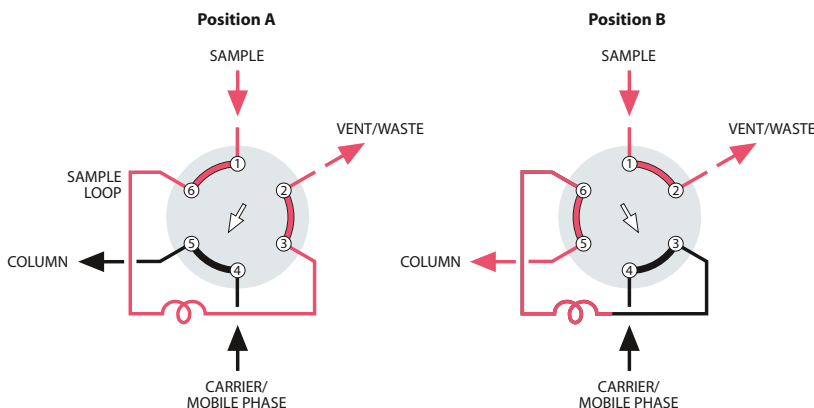 Position A
SAMPLE
VENT/WASTE
SAMPLE
LOOP
1
6
2
5
3
4
COLUMN
CARRIER/
MOBILE PHASE
Position B
SAMPLE
VENT/WASTE
1
6
2
5
3
4
COLUMN
CARRIER/
MOBILE PHASE